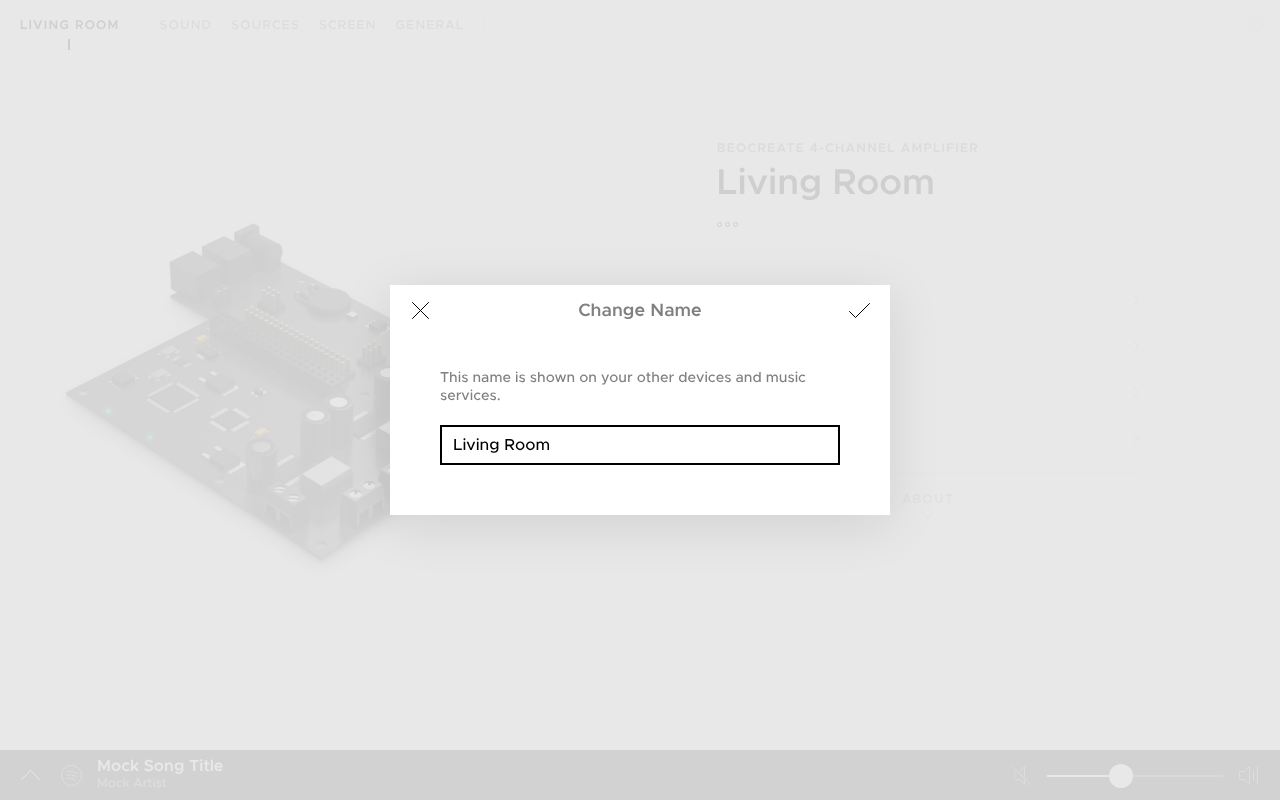 LIVING ROOM
SOUND
SOURCES
SCREEN
GENERAL
BEOCREATE 4-CHANNEL AMPLIFIER
Living Room
Change Name
This name is shown on your other devices and music
services.
Living Room
ABOUT
Mock Song Title
Mock Artist